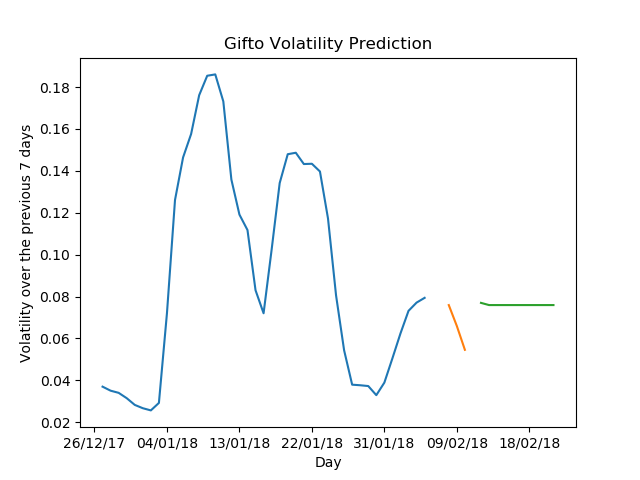 Gifto Volatility Prediction
Volatility over the previous 7 days
0.18
0.16
0.14
0.12
0.10
0.08
0.06
0.04
0.02
26/12/17 04/01/18 13/01/18 22/01/18 31/01/18 09/02/18 18/02/18
Day